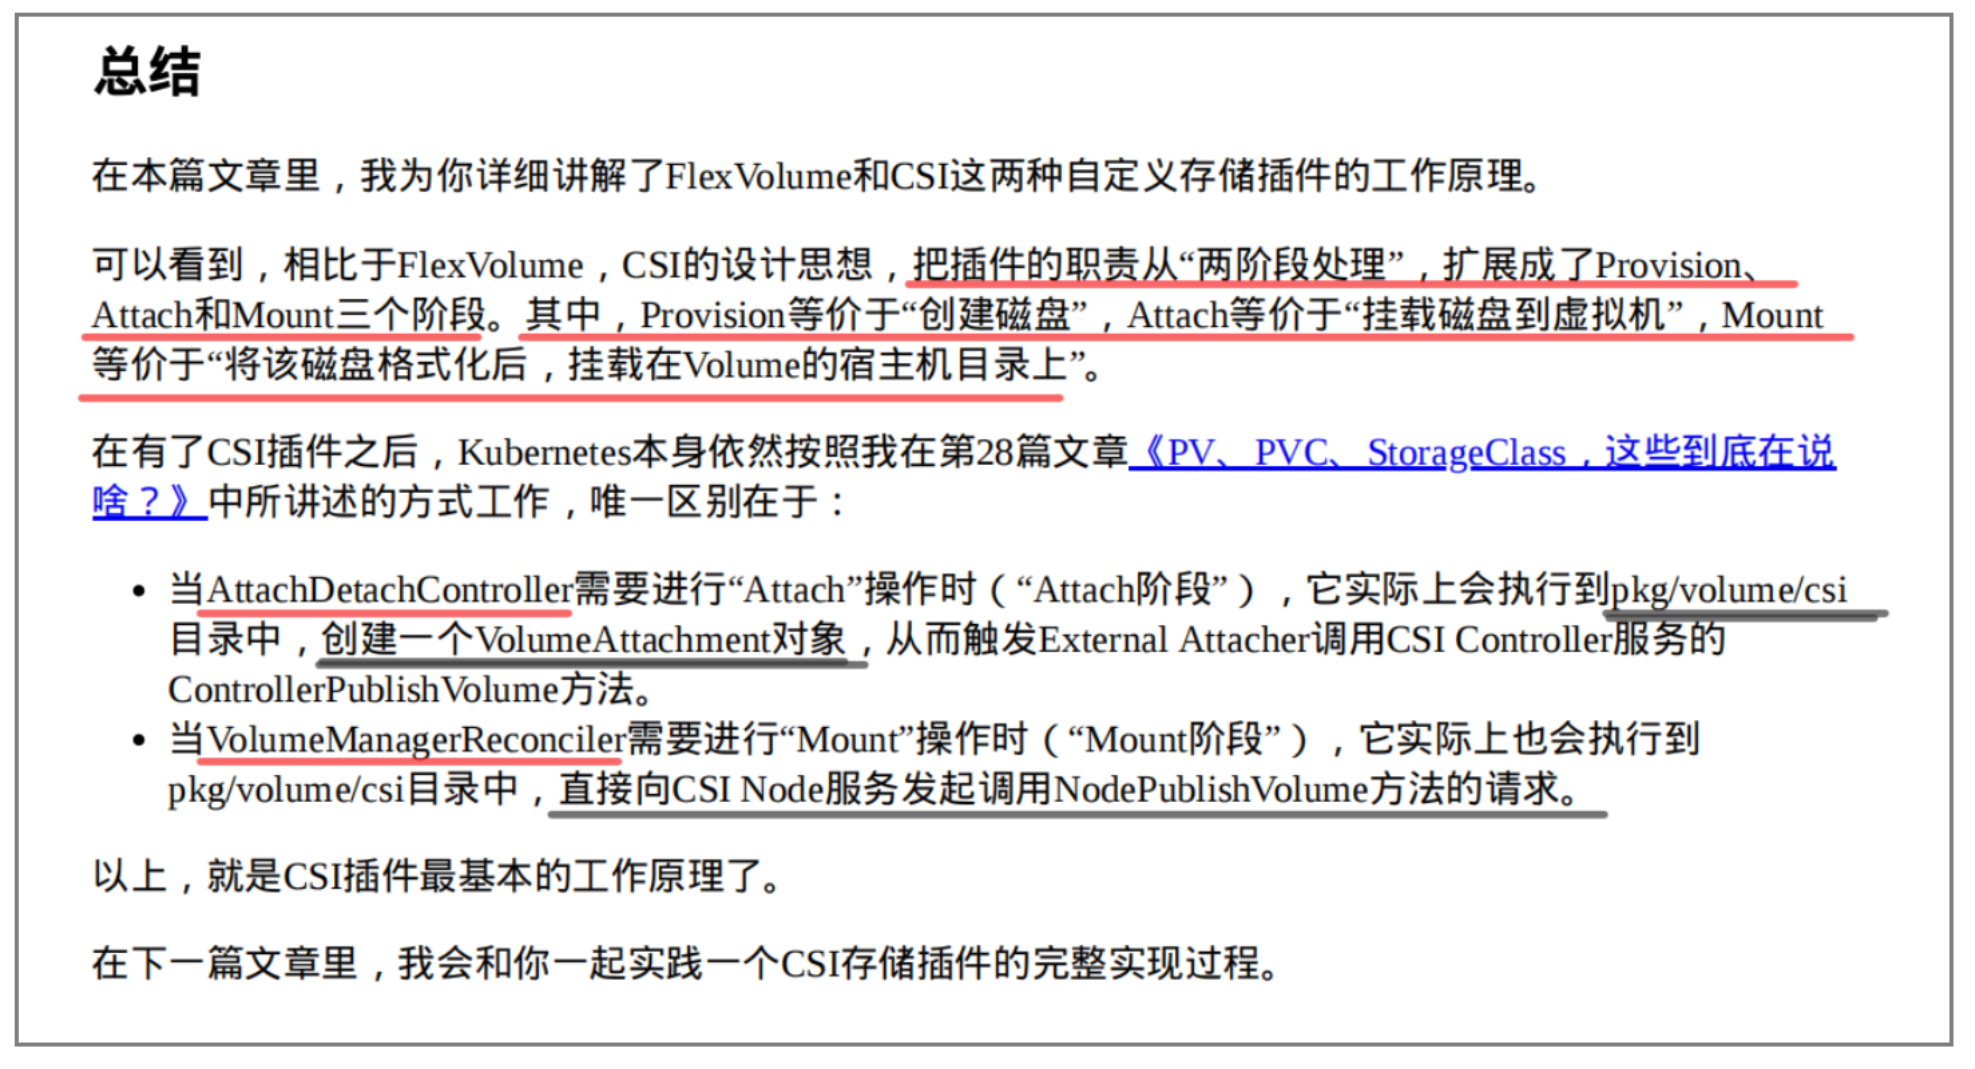 总结
在本篇文章里，我为你详细讲解了FlexVolume和CSI这两种自定义存储插件的工作原理。
可以看到，相比于FlexVolume，CSI的设计思想，把插件的职责从“两阶段处理”，扩展成了Provision、
Attach和Mount三个阶段。其中，Provision等价于“创建磁盘”，Attach等价于“挂载磁盘到虚拟机”，Mount
等价于“将该磁盘格式化后，挂载在Volume的宿主机目录上”。
在有了CSI插件之后，Kubernetes本身依然按照我在第28篇文章《PV、PVC、StorageClass，这些到底在说
啥？》中所讲述的方式工作，唯一区别在于：
• 当AttachDetachController需要进行“Attach”操作时（“Attach阶段”），它实际上会执行到pkg/volume/csi
目录中，创建一个VolumeAttachment对象，从而触发External Attacher调用CSI Controller服务的
ControllerPublishVolume方法。
• 当VolumeManagerReconciler需要进行“Mount”操作时（“Mount阶段”），它实际上也会执行到
pkg/volume/csi目录中，直接向CSI Node服务发起调用NodePublishVolume方法的请求。
以上，就是CSI插件最基本的工作原理了。
在下一篇文章里，我会和你一起实践一个CSI存储插件的完整实现过程。